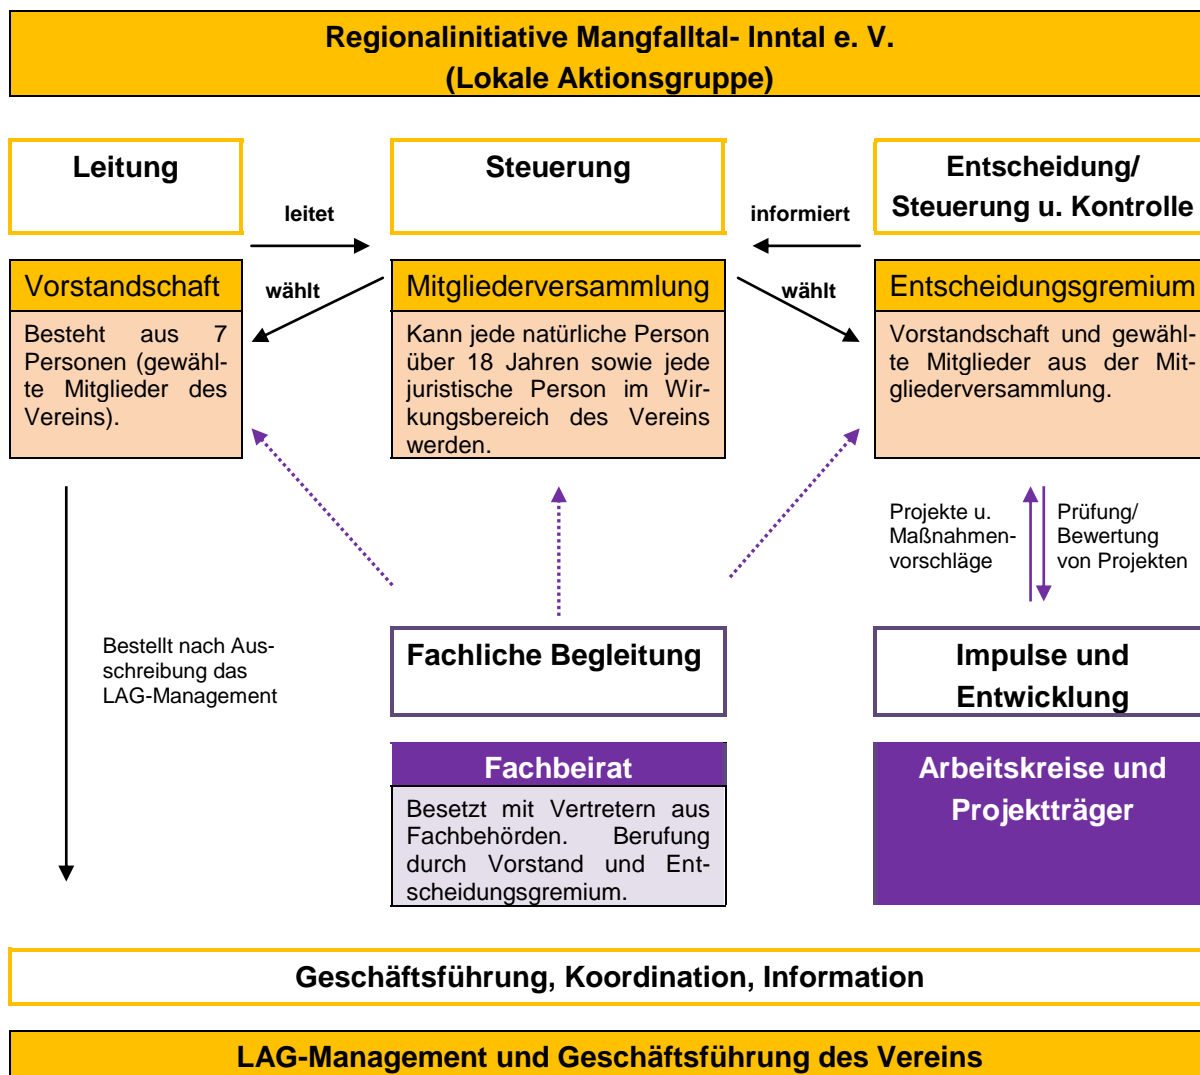 Regionalinitiative Mangfalltal- Inntal e. V.
(Lokale Aktionsgruppe)
Leitung
leitet
Steuerung
informiert
Entscheidung/
Steuerung u. Kontrolle
Vorstandschaft
Besteht aus 7
Personen (gewähl-
te Mitglieder des
Vereins).
wählt
Mitgliederversammlung
Kann jede natürliche Person
über 18 Jahren sowie jede
juristische Person im Wir-
kungsbereich des Vereins
werden.
wählt
Entscheidungsgremium
Vorstandschaft und gewähl-
te Mitglieder aus der Mit-
gliederversammlung.
Projekte u.
Maßnahmen-
vorschläge
Prüfung/
Bewertung
von Projekten
Bestellt nach Aus-
schreibung das
LAG-Management
Fachliche Begleitung
Impulse und
Entwicklung
Fachbeirat
Besetzt mit Vertretern aus
Fachbehörden. Berufung
durch Vorstand und Ent-
scheidungsgremium.
Arbeitskreise und
Projektträger
Geschäftsführung, Koordination, Information
LAG-Management und Geschäftsführung des Vereins